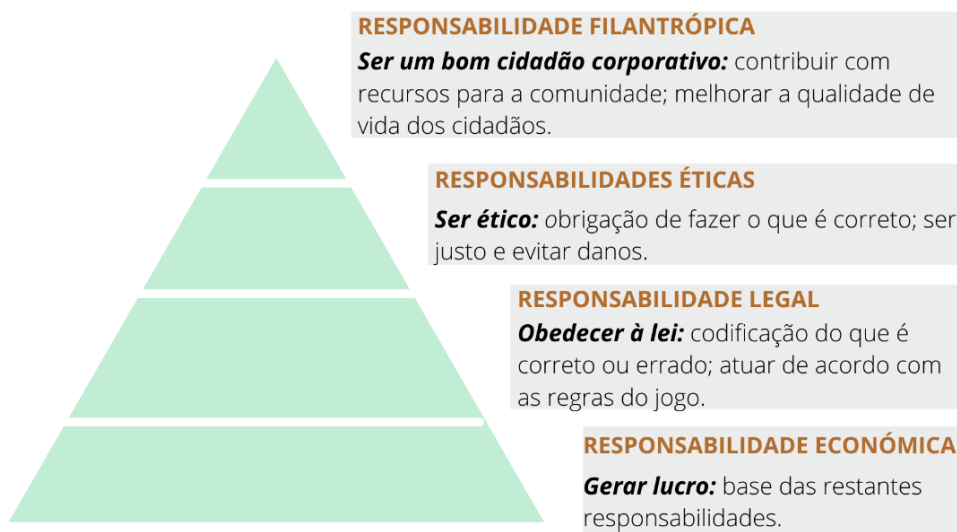 RESPONSABILIDADE FILANTRÓPICA
Ser um bom cidadão corporativo: contribuir com
recursos para a comunidade; melhorar a qualidade de
vida dos cidadãos.
RESPONSABILIDADES ÉTICAS
Ser ético: obrigação de fazer o que é correto; ser
justo e evitar danos.
RESPONSABILIDADE LEGAL
Obedecer à lei: codificação do que é
correto ou errado; atuar de acordo com
as regras do jogo.
RESPONSABILIDADE ECONÓMICA
Gerar lucro: base das restantes
responsabilidades.